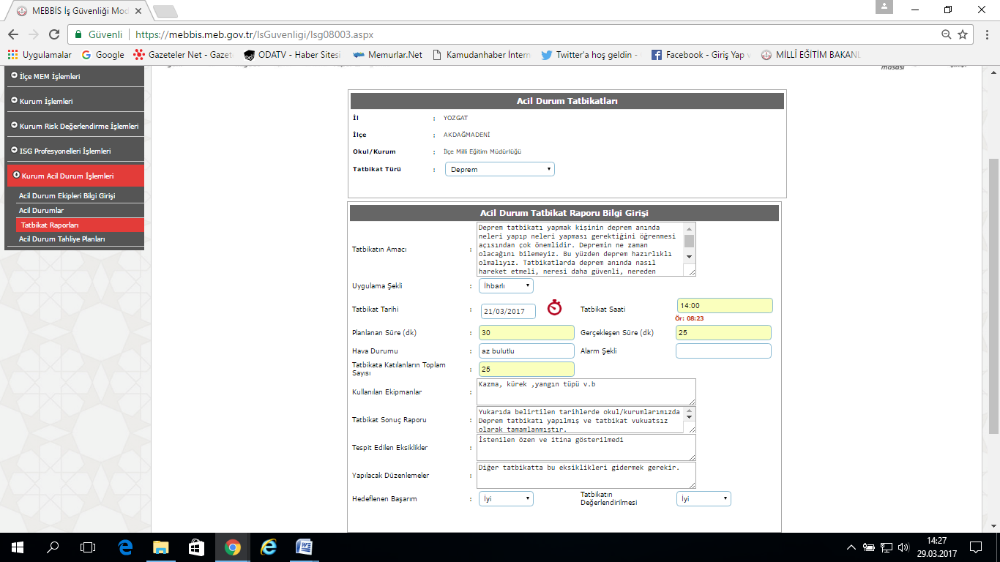 MEBBİS İş Güvenliği Mod
Güvenli
https://mebbis.meb.gov.tr/IsGuvenligi/Isg08003.aspx
Uygulamalar
Google
Gazeteler Net - Gazet
ODATV - Haber Sitesi
Memurlar.Net
Kamudanhaber İntern
Twitter'a hoş geldin -
Facebook - Giriş Yap v
MİLLÎ EĞİTİM BAKANL
masası
İlçe MEM İşlemleri
Kurum İşlemleri
Kurum Risk Değerlendirme İşlemleri
ISG Profesyonelleri İşlemleri
Kurum Acil Durum İşlemleri
Acil Durum Ekipleri Bilgi Girişi
Acil Durumlar
Tatbikat Raporları
Acil Durum Tahliye Planları
Acil Durum Tatbikatları
İl : YOZGAT
İlçe : AKDAĞMADENİ
Okul/Kurum : İlçe Milli Eğitim Müdürlüğü
Tatbikat Türü : Deprem
Acil Durum Tatbikat Raporu Bilgi Girişi
Tatbikatın Amacı :
Deprem tatbikatı yapmak kişinin deprem anında
neleri yapıp neleri yapması gerektiğini öğrenmesi
açısından çok önemlidir. Depremin ne zaman
olacağını bilemeyiz. Bu yüzden deprem hazırlıklı
olmalıyız. Tatbikatlarda deprem anında nasıl
hareket etmeli, neresi daha güvenli, nereden
Uygulama Şekli : İhbarlı
Tatbikat Tarihi : 21/03/2017 Tatbikat Saati 14:00
Ör: 08:23
Planlanan Süre (dk) : 30 Gerçekleşen Süre (dk) 25
Hava Durumu : az bulutlu Alarm Şekli
Tatbikata Katılanların Toplam
Sayısı : 25
Kullanılan Ekipmanlar : Kazma, kürek ,yangın tüpü v.b
Tatbikat Sonuç Raporu :
Yukarıda belirtilen tarihlerde okul/kurumlarımızda
Deprem tatbikatı yapılmış ve tatbikat vukuatsız
olarak tamamlanmıştır.
Tespit Edilen Eksiklikler : İstenilen özen ve itina gösterilmedi
Yapılacak Düzenlemeler : Diğer tatbikatta bu eksiklikleri gidermek gerekir.
Hedeflenen Başarım : İyi
Tatbikatın
Değerlendirilmesi İyi
14:27
29.03.2017